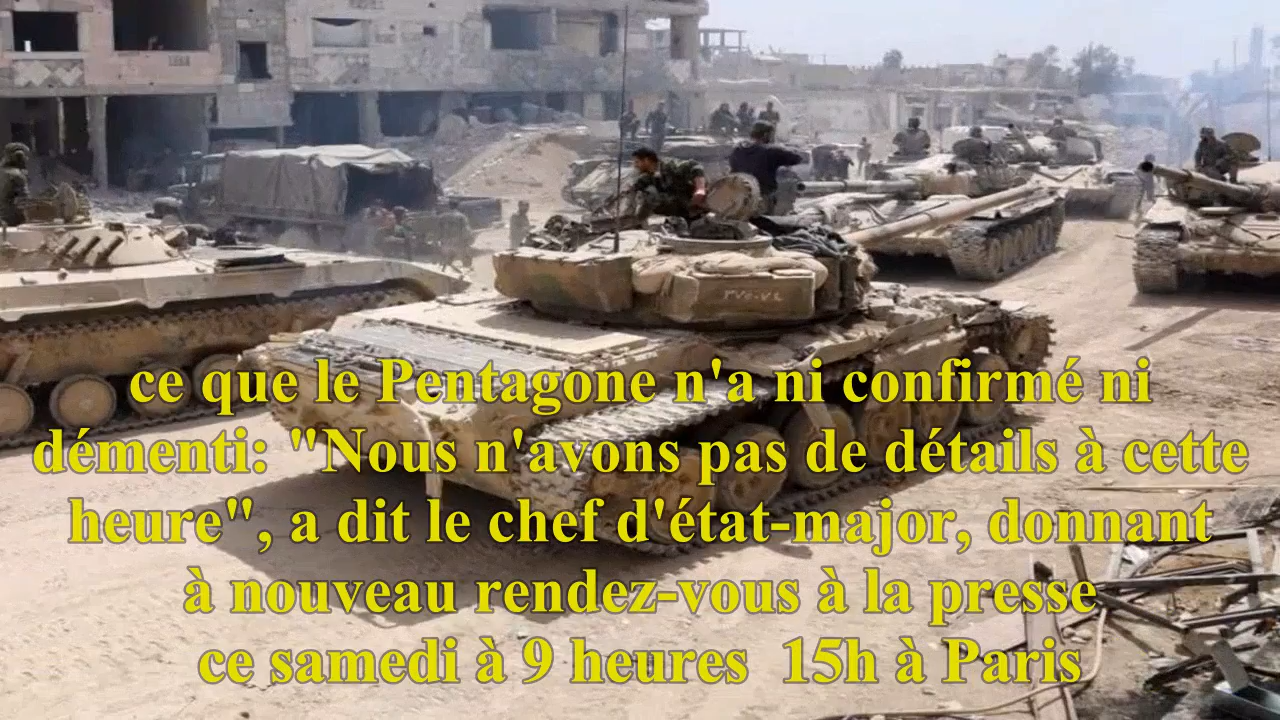 ce que le Pentagone n'a ni confirmé ni
démenti: "Nous n'avons pas de détails à cette
heure", a dit le chef d'état-major, donnant
à nouveau rendez-vous à la presse
ce samedi à 9 heures  15h à Paris